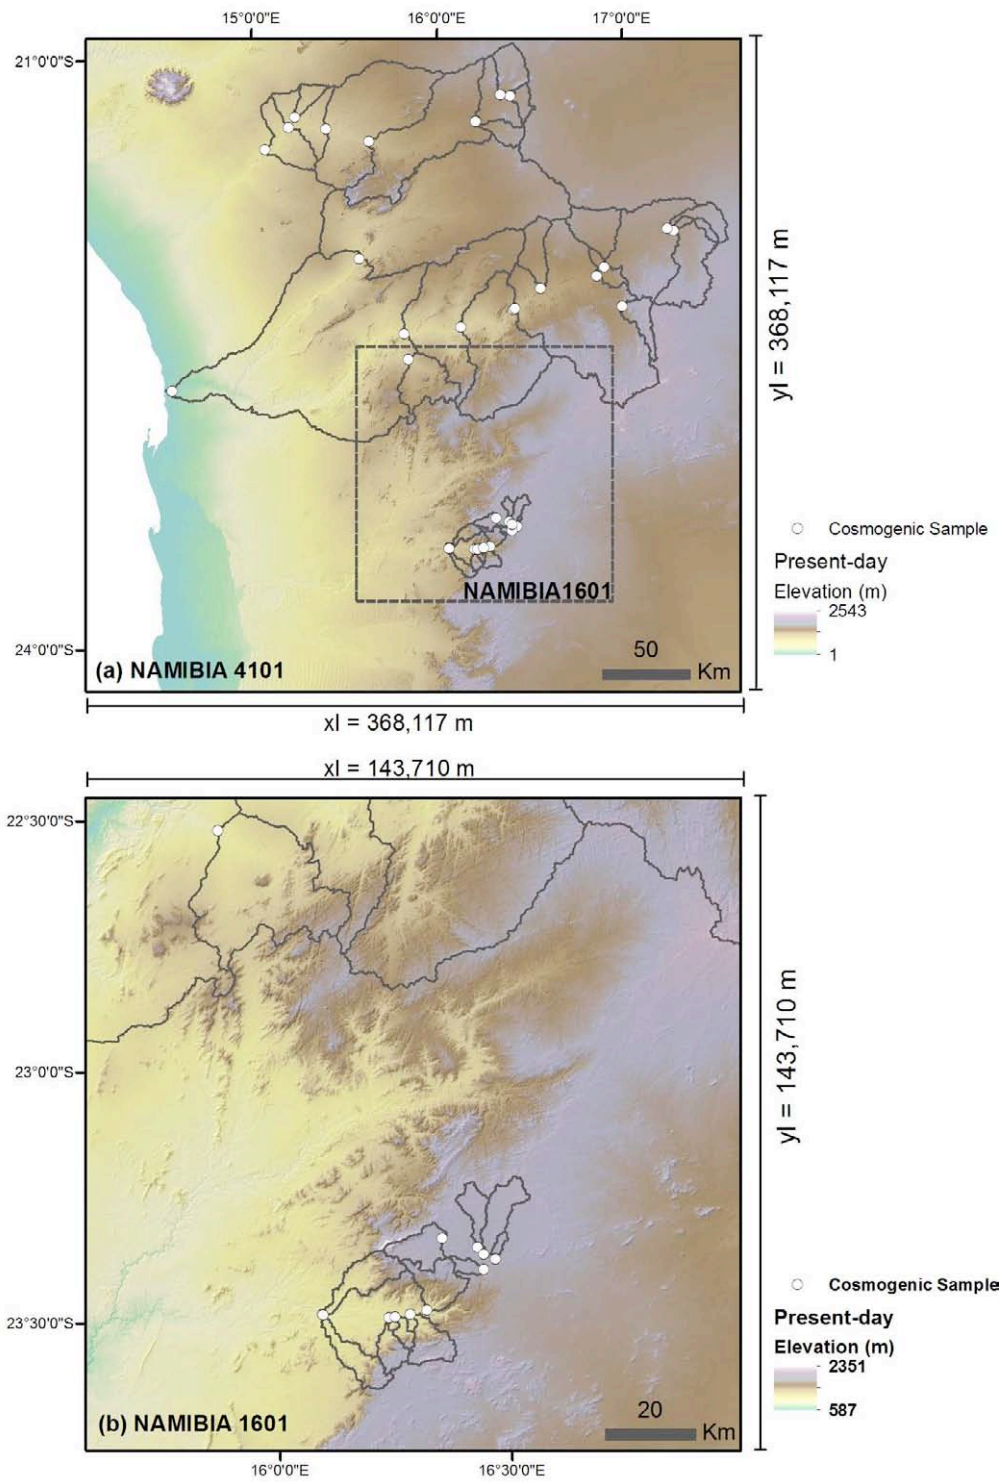 15°0'0"E 16°0'0"E 17°0'0"E
21°0'0"S
24°0'0"S
yl = 368,117 m
NAMIBIA1601
(a) NAMIBIA 4101
50
Km
Cosmogenic Sample
Present-day
Elevation (m)
2543
1
xl = 368,117 m
xl = 143,710 m
22°30'0"S
23°0'0"S
23°30'0"S
yl = 143,710 m
(b) NAMIBIA 1601
20
Km
Cosmogenic Sample
Present-day
Elevation (m)
2351
587
16°0'0"E 16°30'0"E